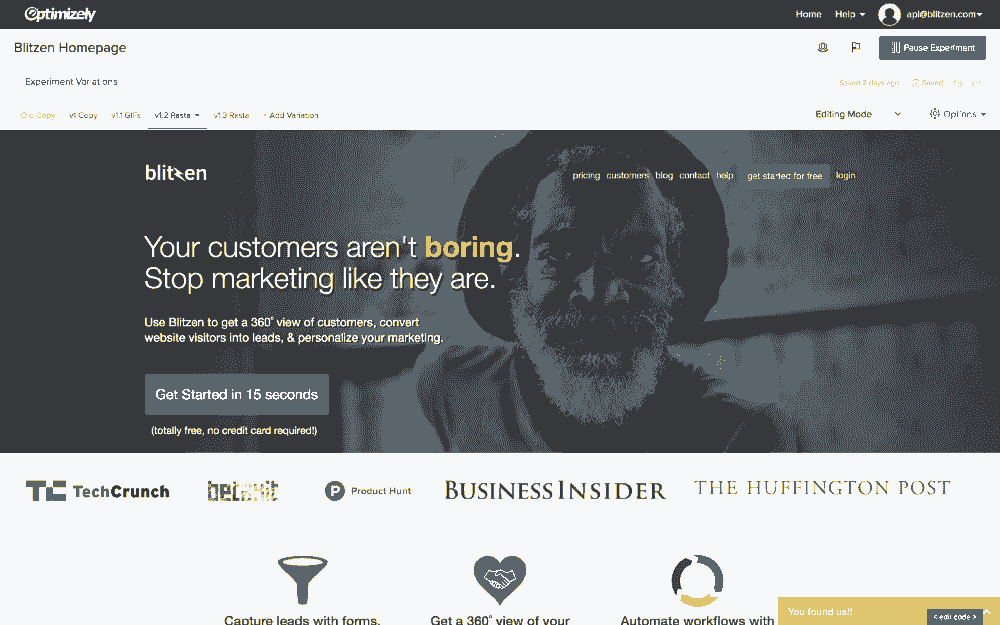 Optimizely
Home Help api@blitzen.com
Blitzen Homepage
Pause Experiment
Experiment Variations
Saved 7 days ago Saved
Old Copy v1 Copy v1.1 GIFs v1.2 Rasta v1.3 Rasta + Add Variation
Editing Mode Options
blitzen
pricing customers blog contact help get started for free login
Your customers aren't boring.
Stop marketing like they are.
Use Blitzen to get a 360° view of customers, convert
website visitors into leads, & personalize your marketing.
Get Started in 15 seconds
(totally free, no credit card required!)
TC TechCrunch
betakit
P Product Hunt
BUSINESS INSIDER
THE HUFFINGTON POST
Capture leads with forms,
Get a 360° view of your
Automate workflows with
You found us!!
< edit code >